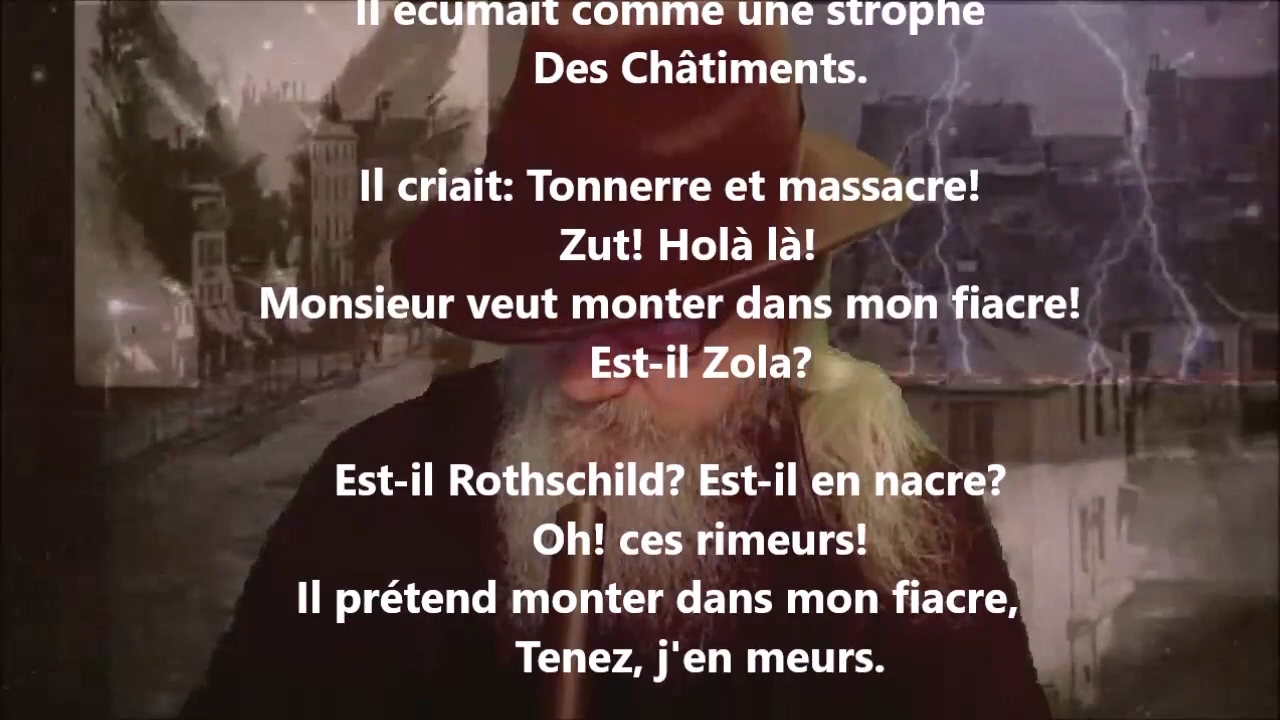 Il écumait comme une strophe
Des Châtiments.
Il criait: Tonnerre et massacre!
Zut! Holà là!
Monsieur veut monter dans mon fiacre!
Est-il Zola?
Est-il Rothschild? Est-il en nacre?
Oh! ces rimeurs!
Il prétend monter dans mon fiacre,
Tenez, j'en meurs.